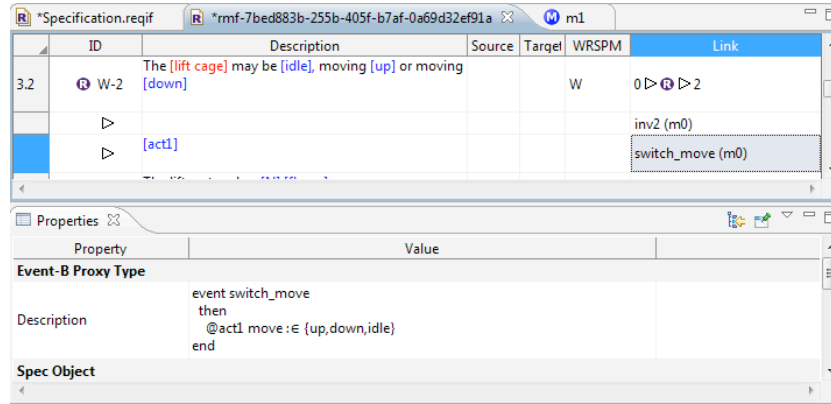 *Specification.reqif *rmf-7bed883b-255b-405f-b7af-0a69d32ef91a m1
ID Description Source Target WRSPM Link
The [lift cage] may be [idle], moving [up] or moving
3.2 W-2 [down] W 0 ▷ R ▷ 2
▷ inv2 (m0)
▷ [act1] switch_move (m0)
Properties
Property Value
Event-B Proxy Type
event switch_move
then
Description @act1 move :∈ {up,down,idle}
end
Spec Object